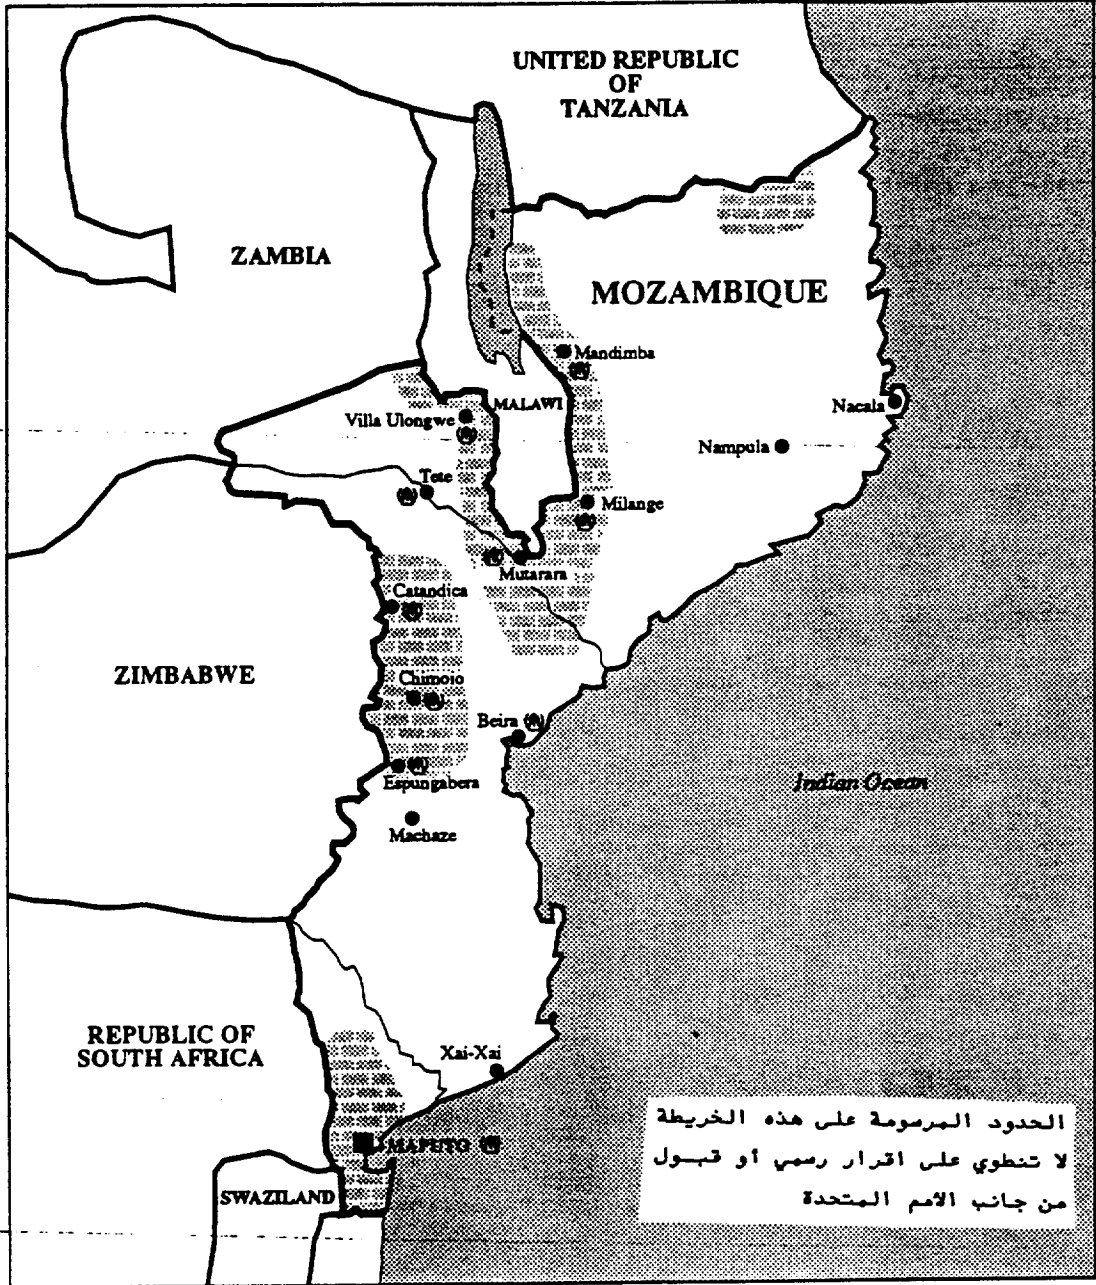 UNITED REPUBLIC
OF
TANZANIA
ZAMBIA
MOZAMBIQUE
Mandimba
MALAWI
Nacala
Villa Ulongwe
Nampula
Tete
Milange
Mutarara
Catandica
ZIMBABWE
Chimoio
Beira
Indian Ocean
Espungabera
Machaze
REPUBLIC OF
SOUTH AFRICA
Xai-Xai
MAPUTO
SWAZILAND
الحدود المرسومة على هذه الخريطة
لا تنطوي على اقرار رسمي أو قبول
من جانب الأمم المتحدة